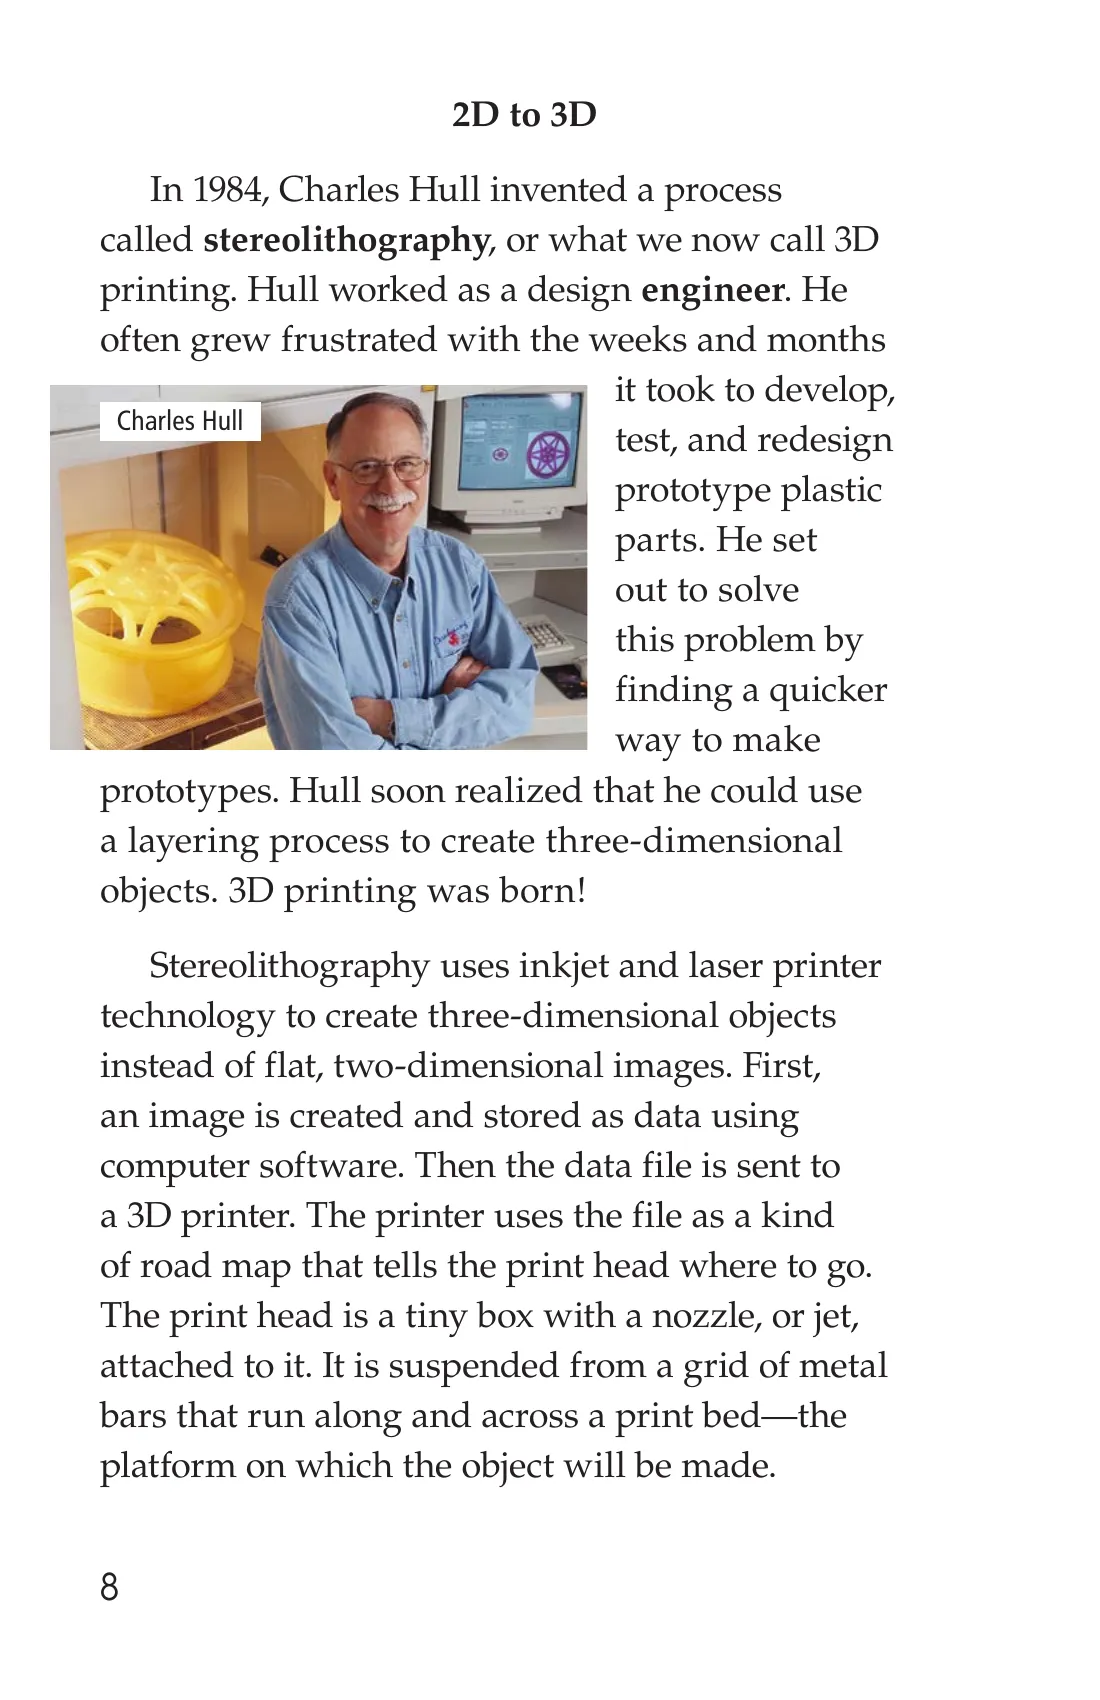 2D to 3D
In 1984, Charles Hull invented a process
called stereolithography, or what we now call 3D
printing. Hull worked as a design engineer. He
often grew frustrated with the weeks and months
it took to develop,
test, and redesign
prototype plastic
parts. He set
out to solve
this problem by
finding a quicker
way to make
Charles Hull
prototypes. Hull soon realized that he could use
a layering process to create three-dimensional
objects. 3D printing was born!
Stereolithography uses inkjet and laser printer
technology to create three-dimensional objects
instead of flat, two-dimensional images. First,
an image is created and stored as data using
computer software. Then the data file is sent to
a 3D printer. The printer uses the file as a kind
of road map that tells the print head where to go.
The print head is a tiny box with a nozzle, or jet,
attached to it. It is suspended from a grid of metal
bars that run along and across a print bed—the
platform on which the object will be made.
8